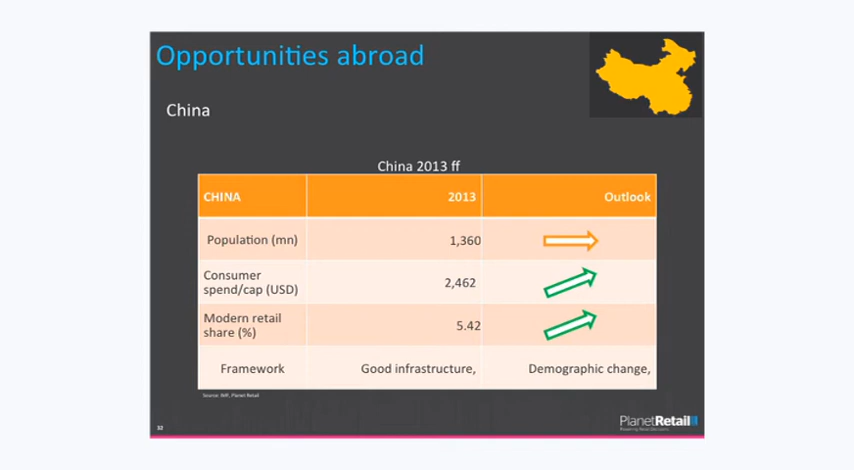 Opportunities abroad
China
China 2013 ff
CHINA 2013 Outlook
Population (mn) 1,360
Consumer
spend/cap (USD) 2,462
Modern retail
share (%) 5.42
Framework Good infrastructure, Demographic change,
Source: IMF, Planet Retail
32
PlanetRetail